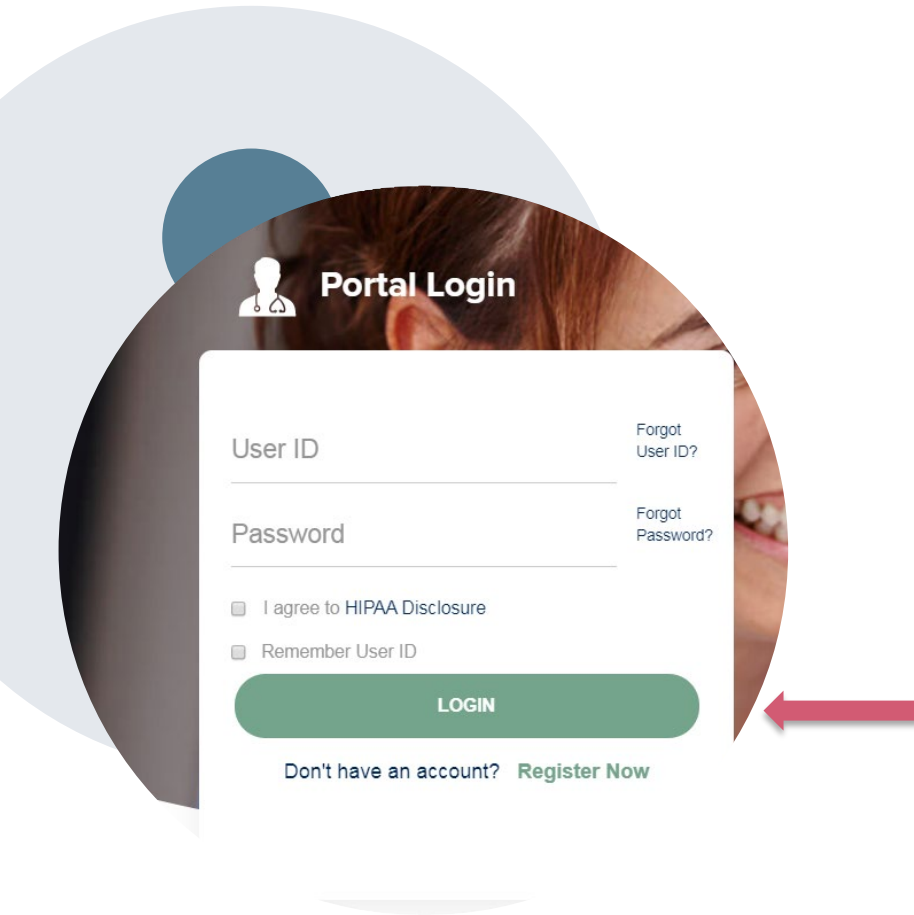 Portal Login
User ID
Forgot
User ID?
Password
Forgot
Password?
I agree to HIPAA Disclosure
Remember User ID
LOGIN
Don't have an account? Register Now